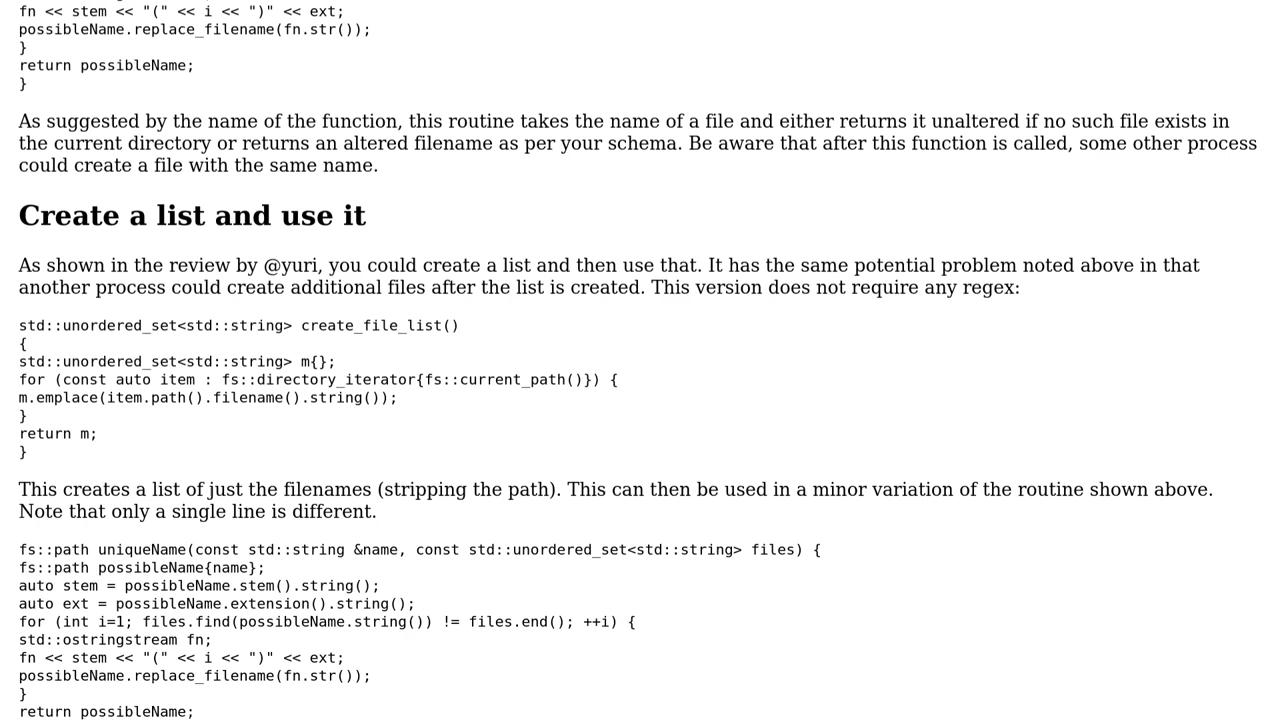 fn << stem << "(" << i << ")" << ext;
possibleName.replace_filename(fn.str());
}
return possibleName;
}
As suggested by the name of the function, this routine takes the name of a file and either returns it unaltered if no such file exists in
the current directory or returns an altered filename as per your schema. Be aware that after this function is called, some other process
could create a file with the same name.
Create a list and use it
As shown in the review by @yuri, you could create a list and then use that. It has the same potential problem noted above in that
another process could create additional files after the list is created. This version does not require any regex:
std::unordered_set<std::string> create_file_list()
{
std::unordered_set<std::string> m{};
for (const auto item : fs::directory_iterator{fs::current_path()}) {
m.emplace(item.path().filename().string());
}
return m;
}
This creates a list of just the filenames (stripping the path). This can then be used in a minor variation of the routine shown above.
Note that only a single line is different.
fs::path uniqueName(const std::string &name, const std::unordered_set<std::string> files) {
fs::path possibleName{name};
auto stem = possibleName.stem().string();
auto ext = possibleName.extension().string();
for (int i=1; files.find(possibleName.string()) != files.end(); ++i) {
std::ostringstream fn;
fn << stem << "(" << i << ")" << ext;
possibleName.replace_filename(fn.str());
}
return possibleName;